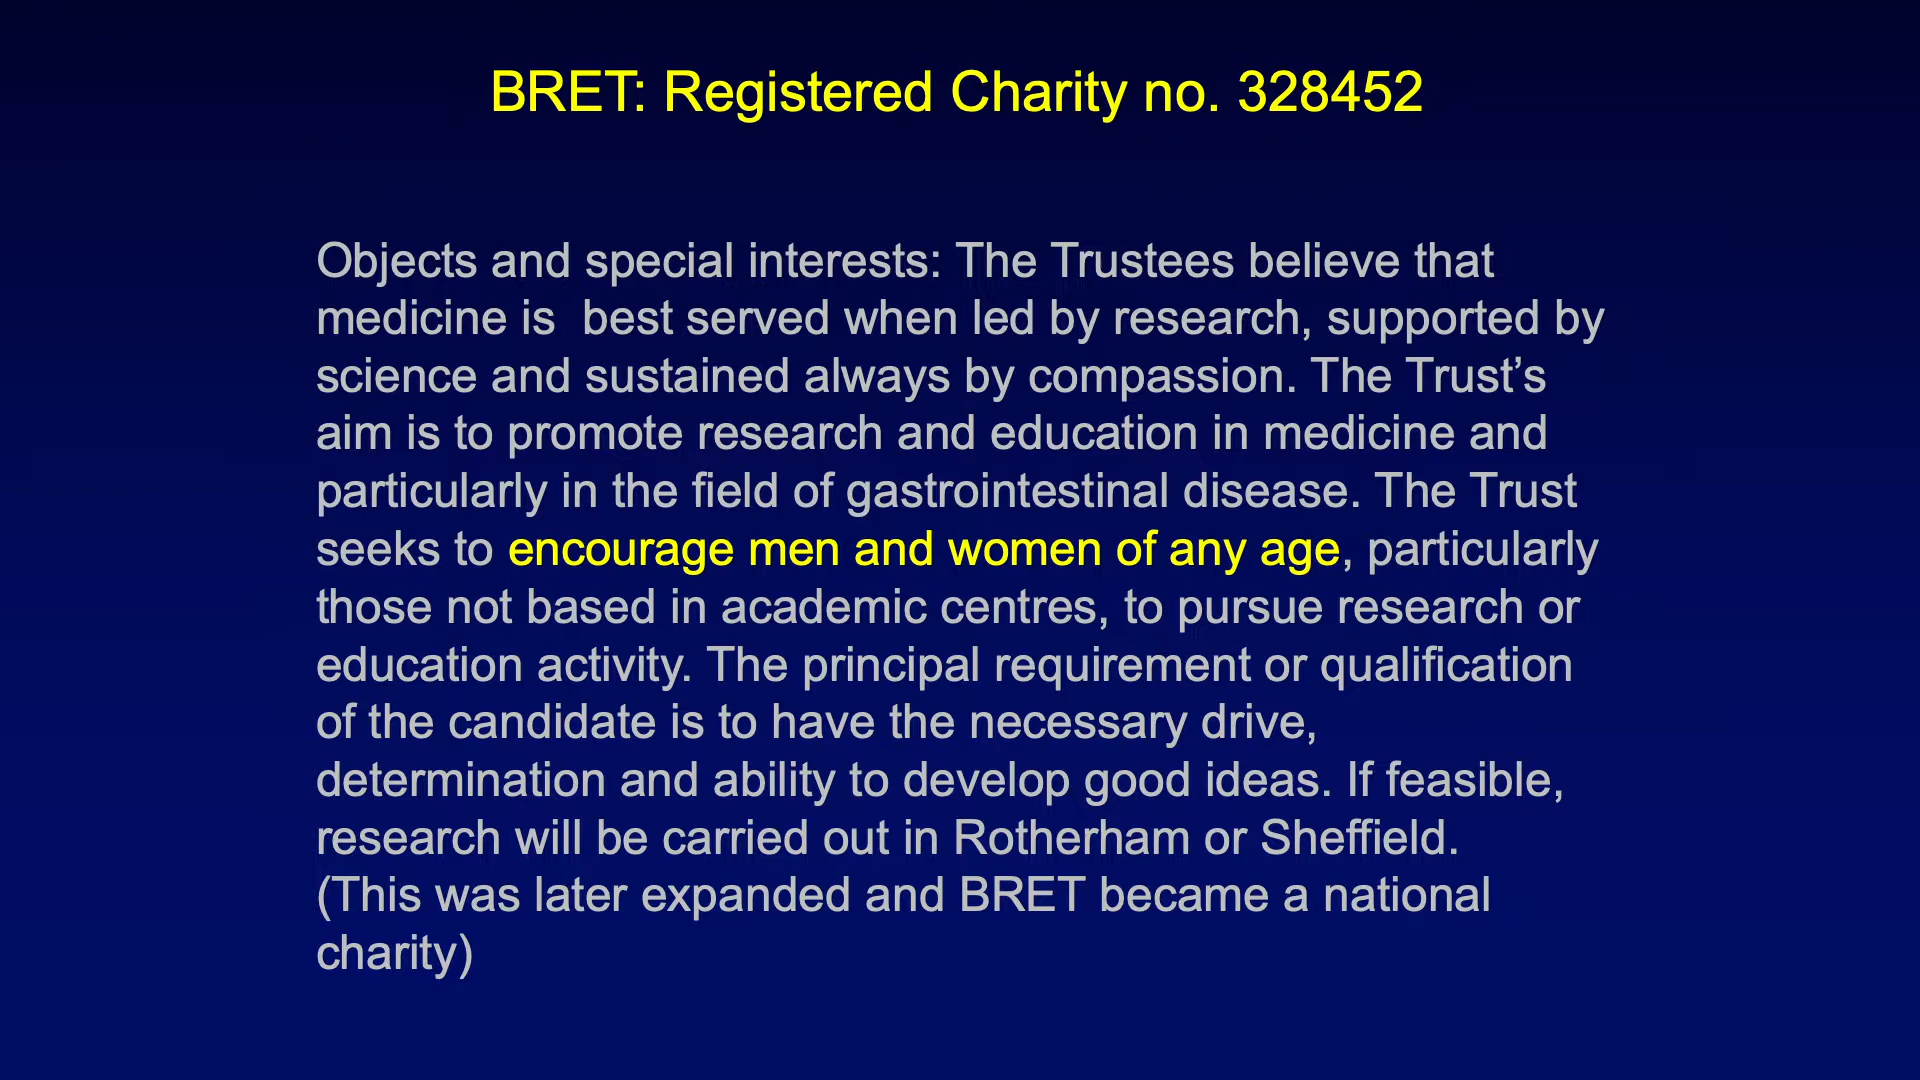 BRET: Registered Charity no. 328452
Objects and special interests: The Trustees believe that
medicine is  best served when led by research, supported by
science and sustained always by compassion. The Trust’s
aim is to promote research and education in medicine and
particularly in the field of gastrointestinal disease. The Trust
seeks to encourage men and women of any age, particularly
those not based in academic centres, to pursue research or
education activity. The principal requirement or qualification
of the candidate is to have the necessary drive,
determination and ability to develop good ideas. If feasible,
research will be carried out in Rotherham or Sheffield.
(This was later expanded and BRET became a national
charity)